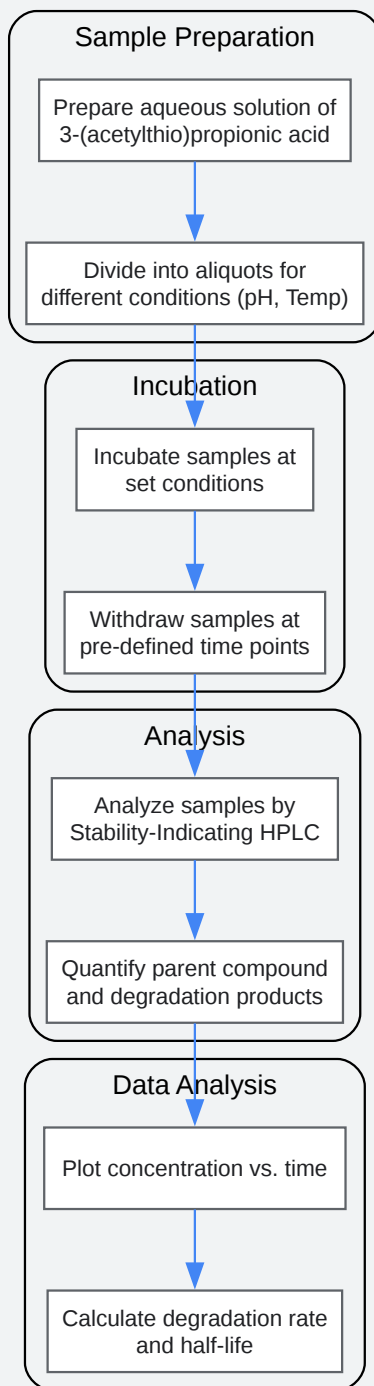 Sample Preparation
Prepare aqueous solution of
3-(acetylthio)propionic acid
Divide into aliquots for
different conditions (pH, Temp)
Incubation
Incubate samples at
set conditions
Withdraw samples at
pre-defined time points
Analysis
Analyze samples by
Stability-Indicating HPLC
Quantify parent compound
and degradation products
Data Analysis
Plot concentration vs. time
Calculate degradation rate
and half-life